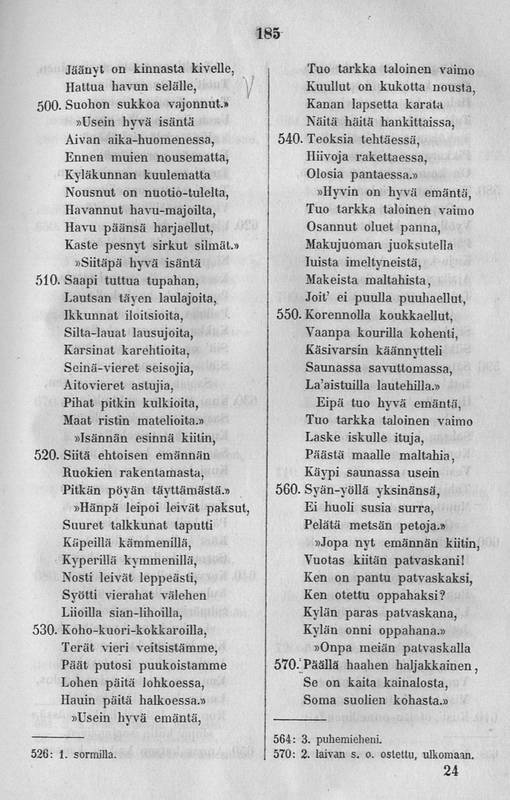 185
Jäänyt on kinnasta kivelle,
Hattua havun selälle,
500. Suohon sukkoa vajonnut.»
»Usein hyvä isäntä
Aivan aika-huomenessa,
Ennen muien nousematta,
Kyläkunnan kuulematta
Nousnut on nuotio-tulelta,
Havannut havu-majoilta,
Havu päänsä harjaellut,
Kaste pesnyt sirkut silmät.»
»Siitäpä hyvä isäntä
510. Saapi tuttua tupahan,
Lautsan täyen laulajoita,
Ikkunnat iloitsioita,
Silta-lauat lausujoita,
Karsinat karehtioita,
Seinä-vieret seisojia,
Aitovieret astujia,
Pihat pitkin kulkioita,
Maat ristin matelioita.»
»Isännän esinnä kiitin,
520. Siitä ehtoisen emännän
Ruokien rakentamasta,
Pitkän pöyän täyttämästä.»
»Hänpä leipoi leivät paksut,
Suuret talkkunat taputti
Käpeillä kämmenillä,
Kyperillä kymmenillä,
Nosti leivät leppeästi,
Syötti vierahat välehen
Liioilla sian-lihoilla,
530. Koho-kuori-kokkaroilla,
Terät vieri veitsistämme,
Päät putosi puukoistamme
Lohen päitä lohkoessa,
Hauin päitä halkoessa.»
»Usein hyvä emäntä,
526: 1. sormilla.
Tuo tarkka taloinen vaimo
Kuullut on kukotta nousta,
Kanan lapsetta karata
Näitä häitä hankittaissa,
540. Teoksia tehtäessä,
Hiivoja rakettaessa,
Olosia pantaessa.»
»Hyvin on hyvä emäntä,
Tuo tarkka taloinen vaimo
Osannut oluet panna,
Makujuoman juoksutella
Iuista imeltyneistä,
Makeista maltahista,
Joit' ei puulla puuhaellut,
550. Korennolla koukkaellut,
Vaanpa kourilla kohenti,
Käsivarsin käännytteli
Saunassa savuttomassa,
La'aistuilla lautehilla.»
Eipä tuo hyvä emäntä,
Tuo tarkka taloinen vaimo
Laske iskulle ituja,
Päästä maalle maltahia,
Käypi saunassa usein
560. Syän-yöllä yksinänsä,
Ei huoli susia surra,
Pelätä metsän petoja.»
»Jopa nyt emännän kiitin,
Vuotas kiitän patvaskani!
Ken on pantu patvaskaksi,
Ken otettu oppahaksi?
Kylän paras patvaskana,
Kylän onni oppahana.»
»Onpa meiän patvaskalla
570. Päällä haahen haljakkainen,
Se on kaita kainalosta,
Soma suolien kohasta.»
564: 3. puhemieheni.
570: 2. laivan s. o. ostettu, ulkomaan.
24